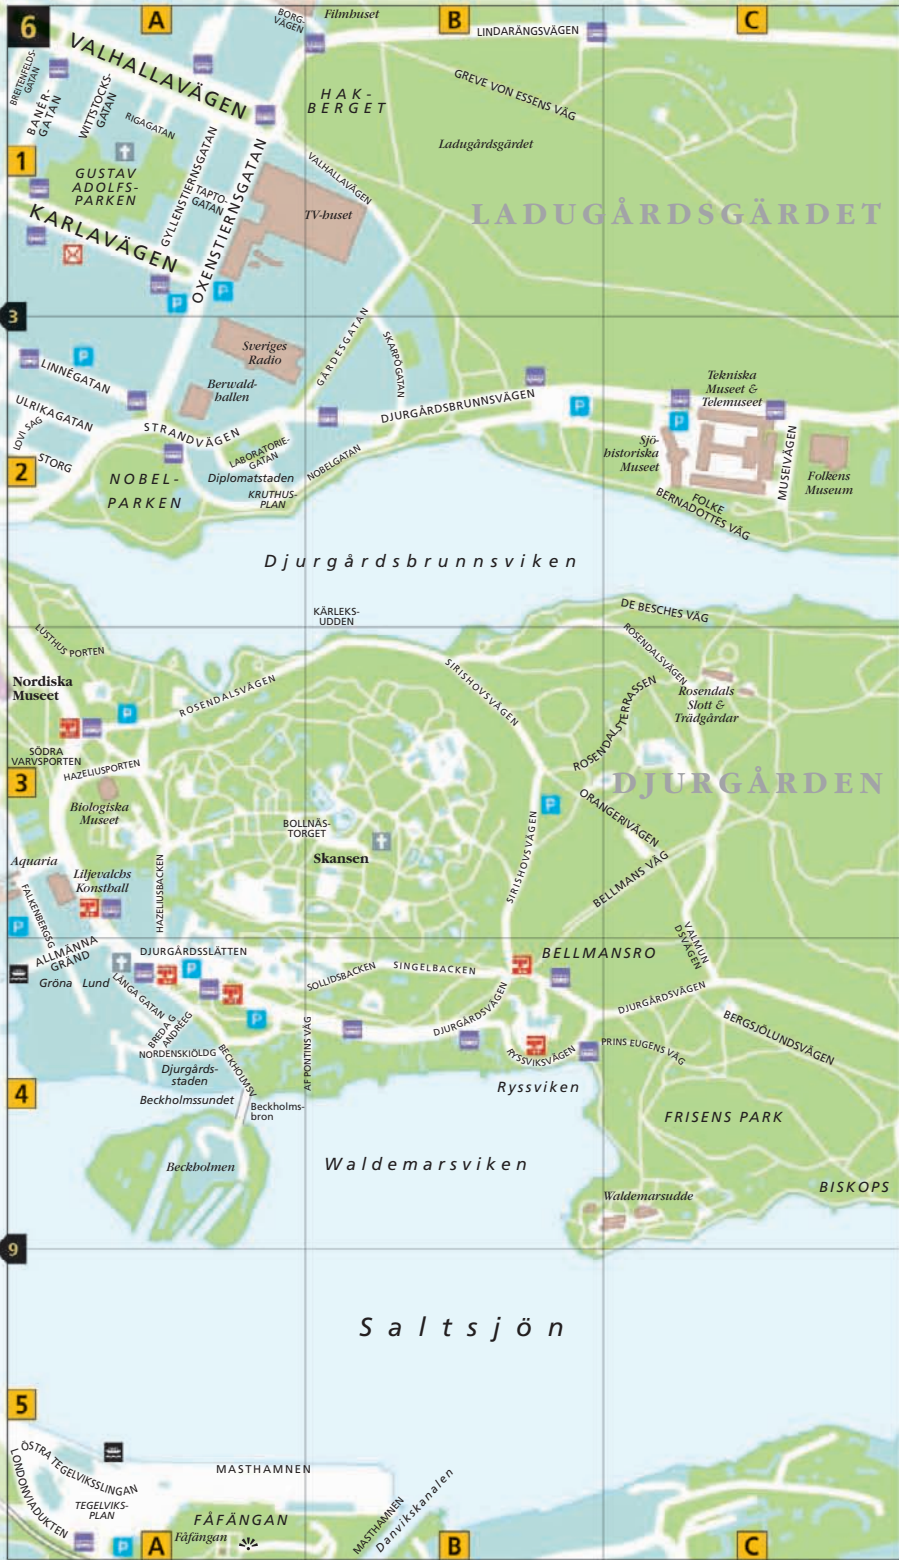 6
A
B
C
BORG-
VÄGEN
Filmhuset
LINDARÄNGSVÄGEN
VALHALLAVÄGEN
BREITENFELDS-
GATAN
BANÉR-
GATAN
WITTSTOCKS-
GATAN
RIGAGATAN
HAK-
BERGET
GREVE VON ESSENS VÄG
Ladugårdsgärdet
1
GUSTAV
ADOLFS-
PARKEN
GYLLENSTIERNSGATAN
TAPTO-
GATAN
OXENSTIERNSGATAN
VALHALLAVÄGEN
TV-huset
LADUGÅRDSGÄRDET
KARLAVÄGEN
P
P
3
P
LINNÉGATAN
Sveriges
Radio
GÄRDESGATAN
SKARPÖGATAN
Berwald-
hallen
ULRIKAGATAN
LOVI SAG
STORG
STRANDVÄGEN
DJURGÅRDSBRUNNSVÄGEN
P
P
Tekniska
Museet &
Telemuseet
Sjö-
historiska
Museet
MUSEIVÄGEN
Folkens
Museum
2
LABORATORIE-
GATAN
NOBELGATAN
Diplomatstaden
KRUTHUS-
PLAN
NOBEL-
PARKEN
FOLKE
BERNADOTTES VÄG
Djurgårdsbrunnsviken
KÄRLEKS-
UDDEN
DE BESCHES VÄG
LUSTHUS PORTEN
ROSENDALSVÄGEN
Nordiska
Museet
P
ROSENDALSVÄGEN
SIRISHOVSVÄGEN
ROSENDALSTERRASSEN
Rosendals
Slott &
Trädgårdar
SÖDRA
VARVSPORTEN
HAZELIUSPORTEN
3
DJURGÅRDEN
Biologiska
Museet
P
BOLLNÄS-
TORGET
Skansen
SIRISHOVSVÄGEN
ORANGERIVÄGEN
BELLMANS VÄG
Aquaria
Liljevalchs
Konsthall
HAZELIUSBACKEN
FALKENBERGSG
P
ALLMÄNNA
GRÄND
VALMUN
DSVÄGEN
DJURGÅRDSSLÄTTEN
P
BELLMANSRO
Gröna Lund
LÅNGA GATAN
SOLLIDSBACKEN
SINGELBACKEN
DJURGÅRDSVÄGEN
DJURGÅRDSVÄGEN
BREDA G
ANDRÉEG
P
BERGSJÖLUNDSVÄGEN
NORDENSKIÖLDG
BECKHOLMSV
AF PONTINS VÄG
RYSSVIKSVÄGEN
PRINS EUGENS VÄG
Djurgårds-
staden
Ryssviken
4
Beckholmssundet
Beckholms-
bron
FRISENS PARK
Beckholmen
Waldemarsviken
BISKOPS
Waldemarsudde
9
Saltsjön
5
ÖSTRA TEGELVIKSSLINGAN
LONDONVIADUKTEN
TEGELVIKS-
PLAN
MASTHAMNEN
MASTHAMNEN
Danvikskanalen
FÅFÄNGAN
Fåfängan
P
A
B
C